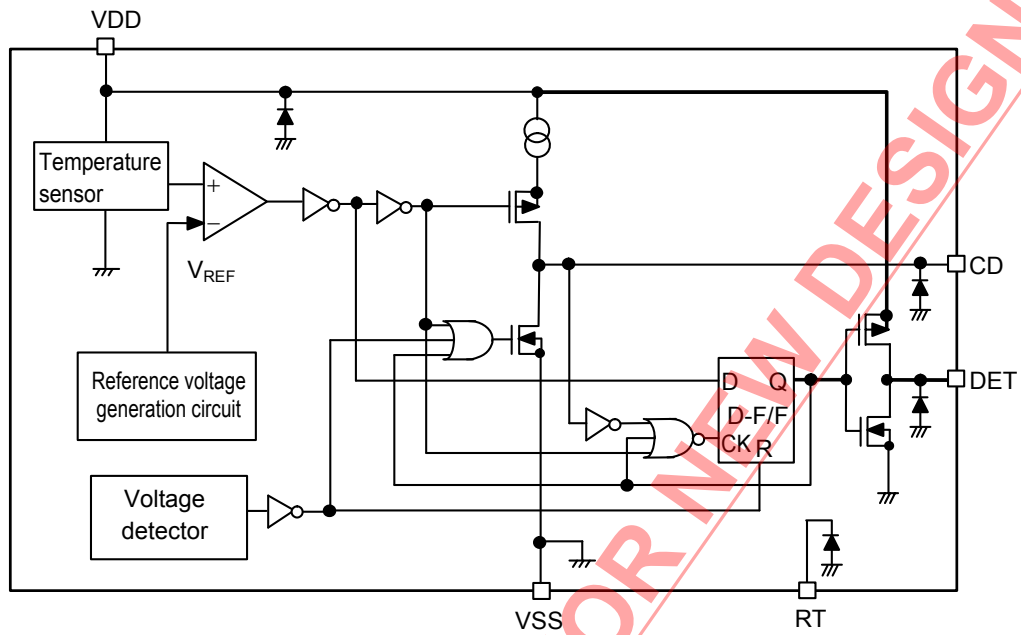 VDD
Temperature
sensor
+
−
VREF
CD
Reference voltage
generation circuit
D Q
D-F/F
CK R
DET
Voltage
detector
VSS
RT
OR NEW DESIGN